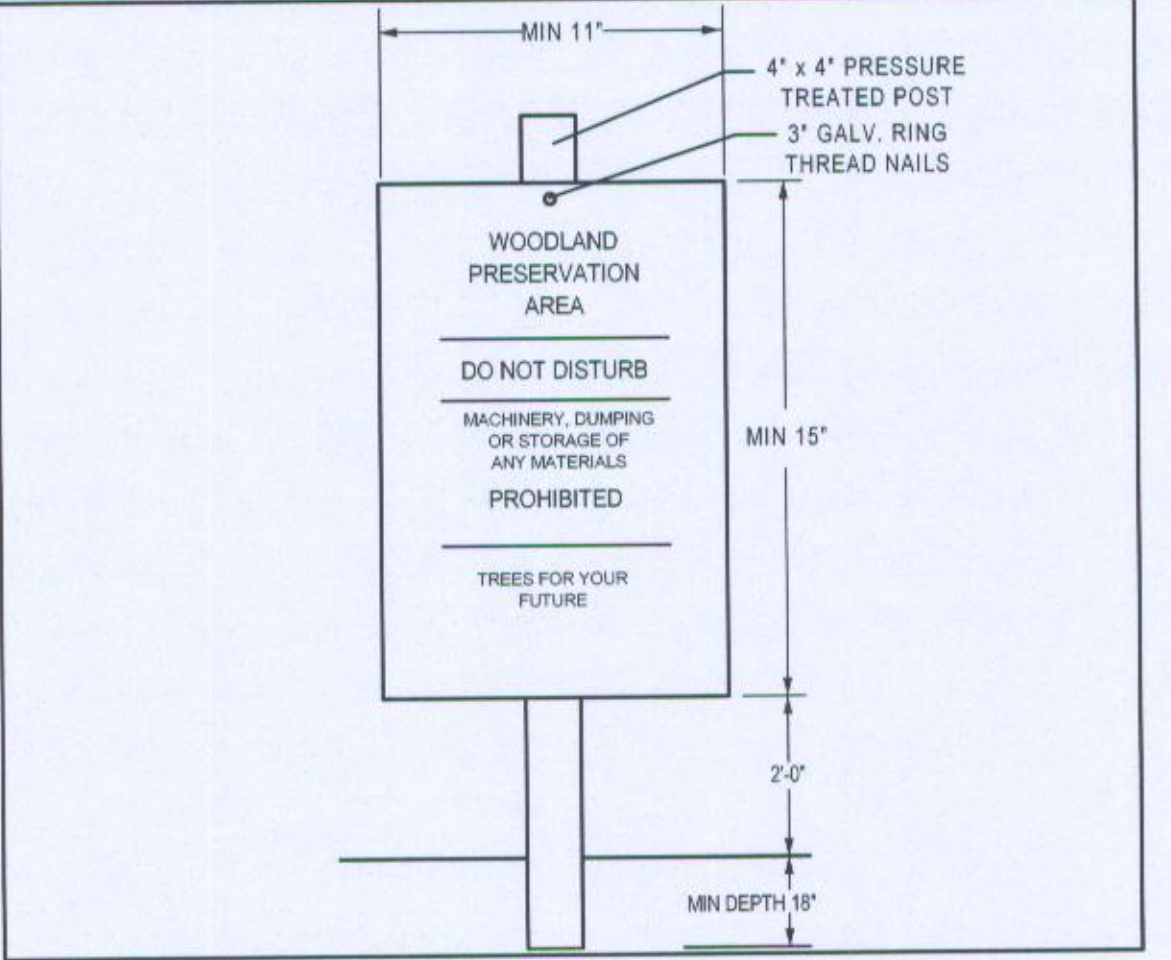 MIN 11"
4" x 4" PRESSURE
TREATED POST
3" GALV. RING
THREAD NAILS
WOODLAND
PRESERVATION
AREA
DO NOT DISTURB
MACHINERY, DUMPING
OR STORAGE OF
ANY MATERIALS
PROHIBITED
TREES FOR YOUR
FUTURE
MIN 15"
2'-0"
MIN DEPTH 18"